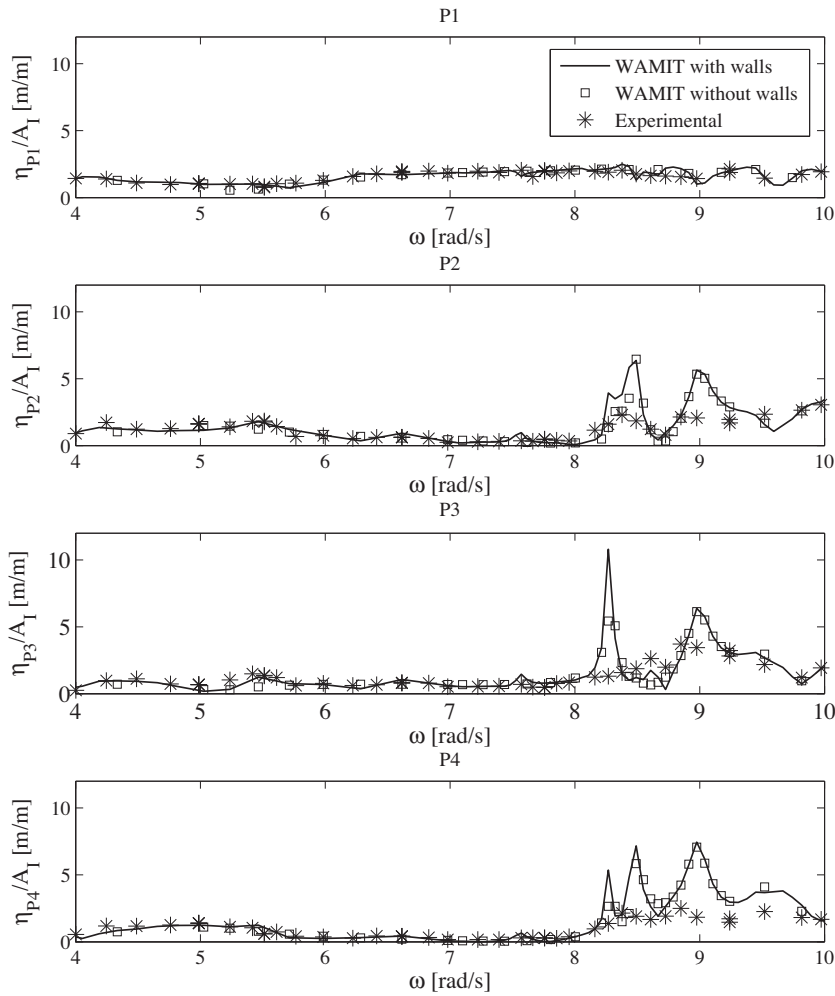 P1
WAMIT with walls
WAMIT without walls
Experimental
η_P1/A_I [m/m]
10
5
0
4 5 6 7 8 9 10
ω [rad/s]
P2
η_P2/A_I [m/m]
10
5
0
4 5 6 7 8 9 10
ω [rad/s]
P3
η_P3/A_I [m/m]
10
5
0
4 5 6 7 8 9 10
ω [rad/s]
P4
η_P4/A_I [m/m]
10
5
0
4 5 6 7 8 9 10
ω [rad/s]